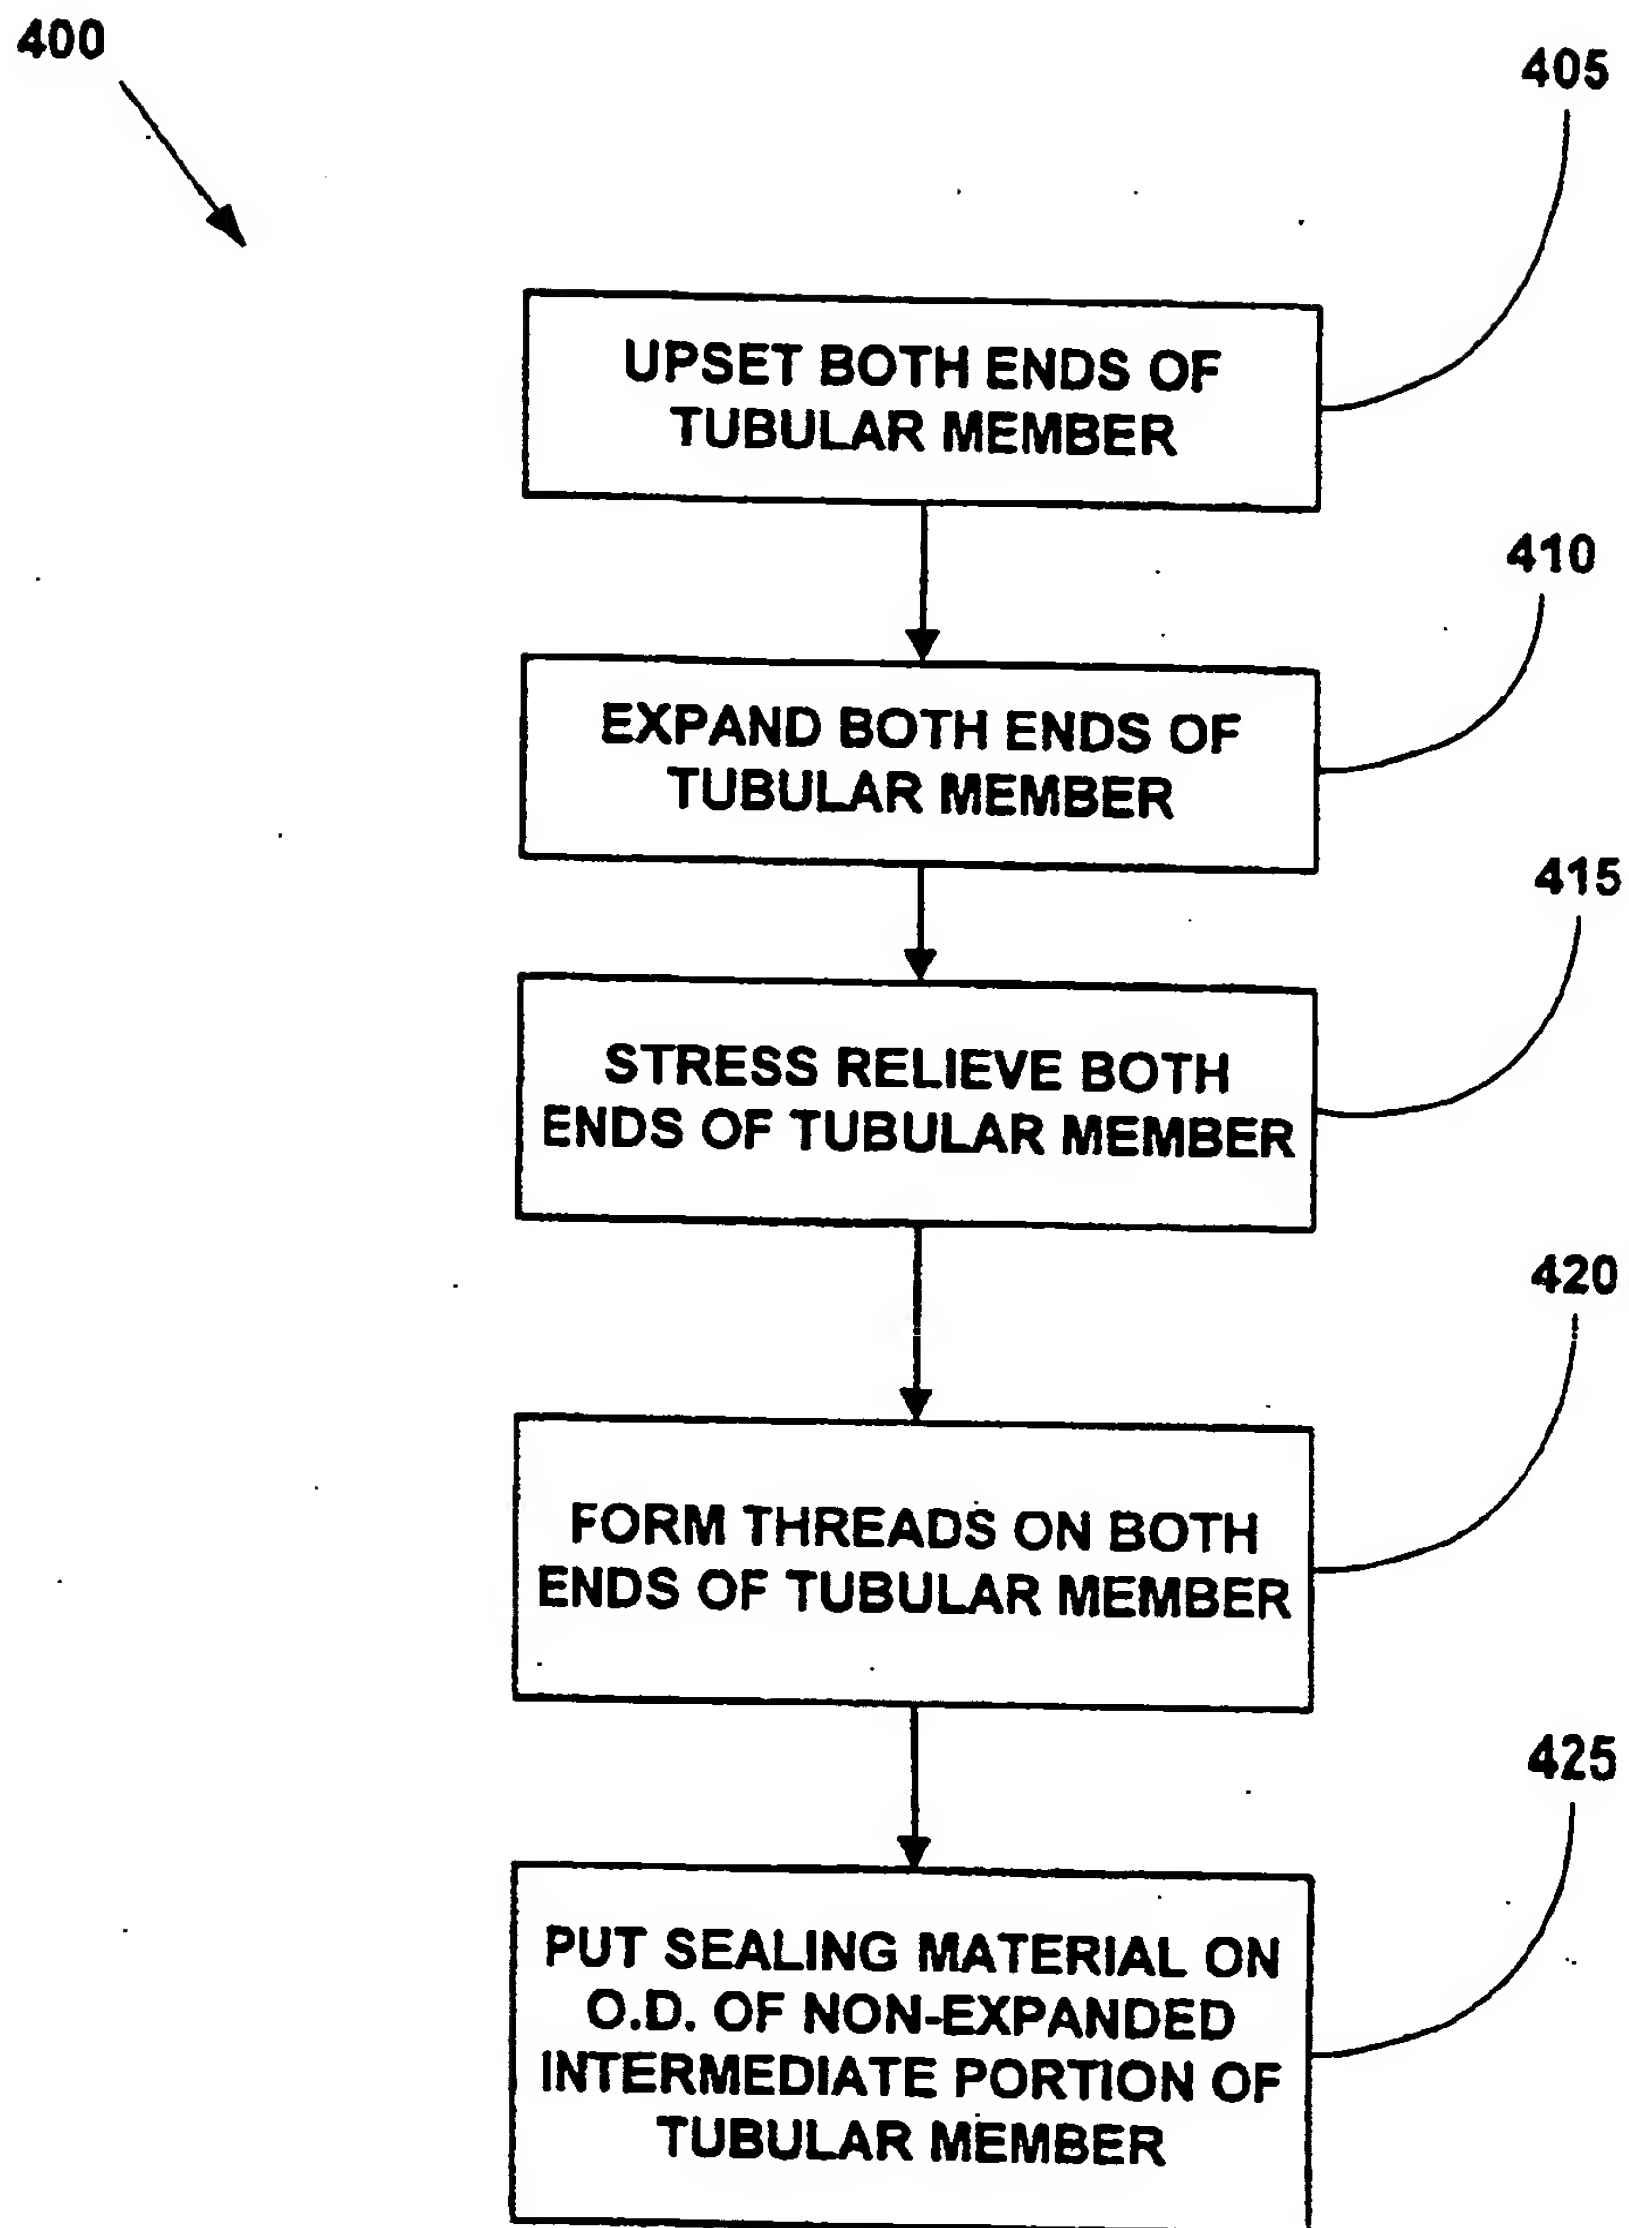 400
405
UPSET BOTH ENDS OF
TUBULAR MEMBER
410
EXPAND BOTH ENDS OF
TUBULAR MEMBER
415
STRESS RELIEVE BOTH
ENDS OF TUBULAR MEMBER
420
FORM THREADS ON BOTH
ENDS OF TUBULAR MEMBER
425
PUT SEALING MATERIAL ON
O.D. OF NON-EXPANDED
INTERMEDIATE PORTION OF
TUBULAR MEMBER